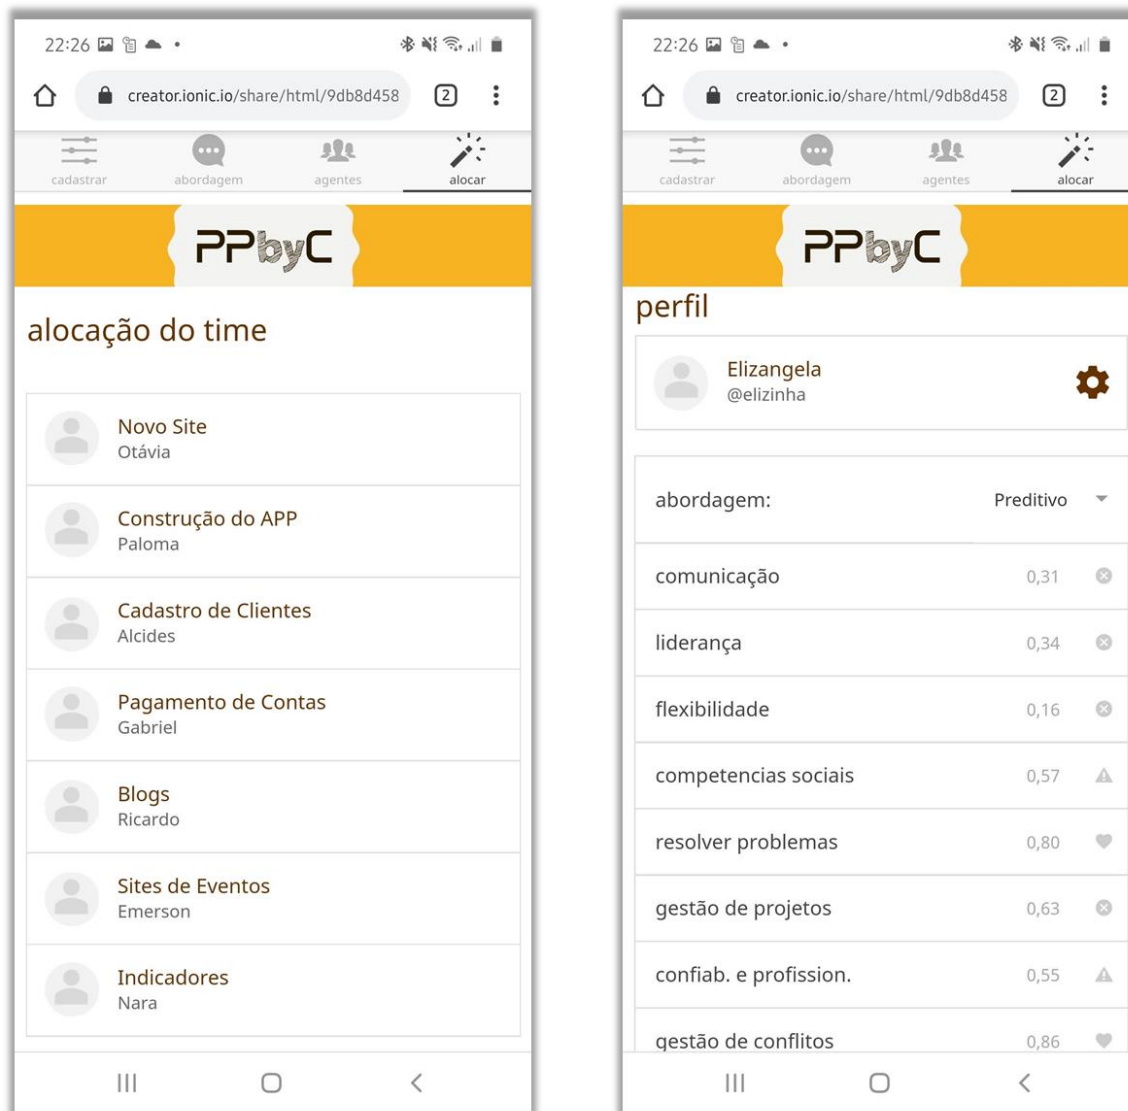 22:26
creator.ionic.io/share/html/9db8d458
2
cadastrar
abordagem
agentes
alocar
PPbyC
alocação do time
Novo Site
Otávia
Construção do APP
Paloma
Cadastro de Clientes
Alcides
Pagamento de Contas
Gabriel
Blogs
Ricardo
Sites de Eventos
Emerson
Indicadores
Nara
22:26
creator.ionic.io/share/html/9db8d458
2
cadastrar
abordagem
agentes
alocar
PPbyC
perfil
Elizangela
@elizinha
abordagem: Preditivo
comunicação 0,31
liderança 0,34
flexibilidade 0,16
competencias sociais 0,57
resolver problemas 0,80
gestão de projetos 0,63
confiab. e profission. 0,55
gestão de conflitos 0,86